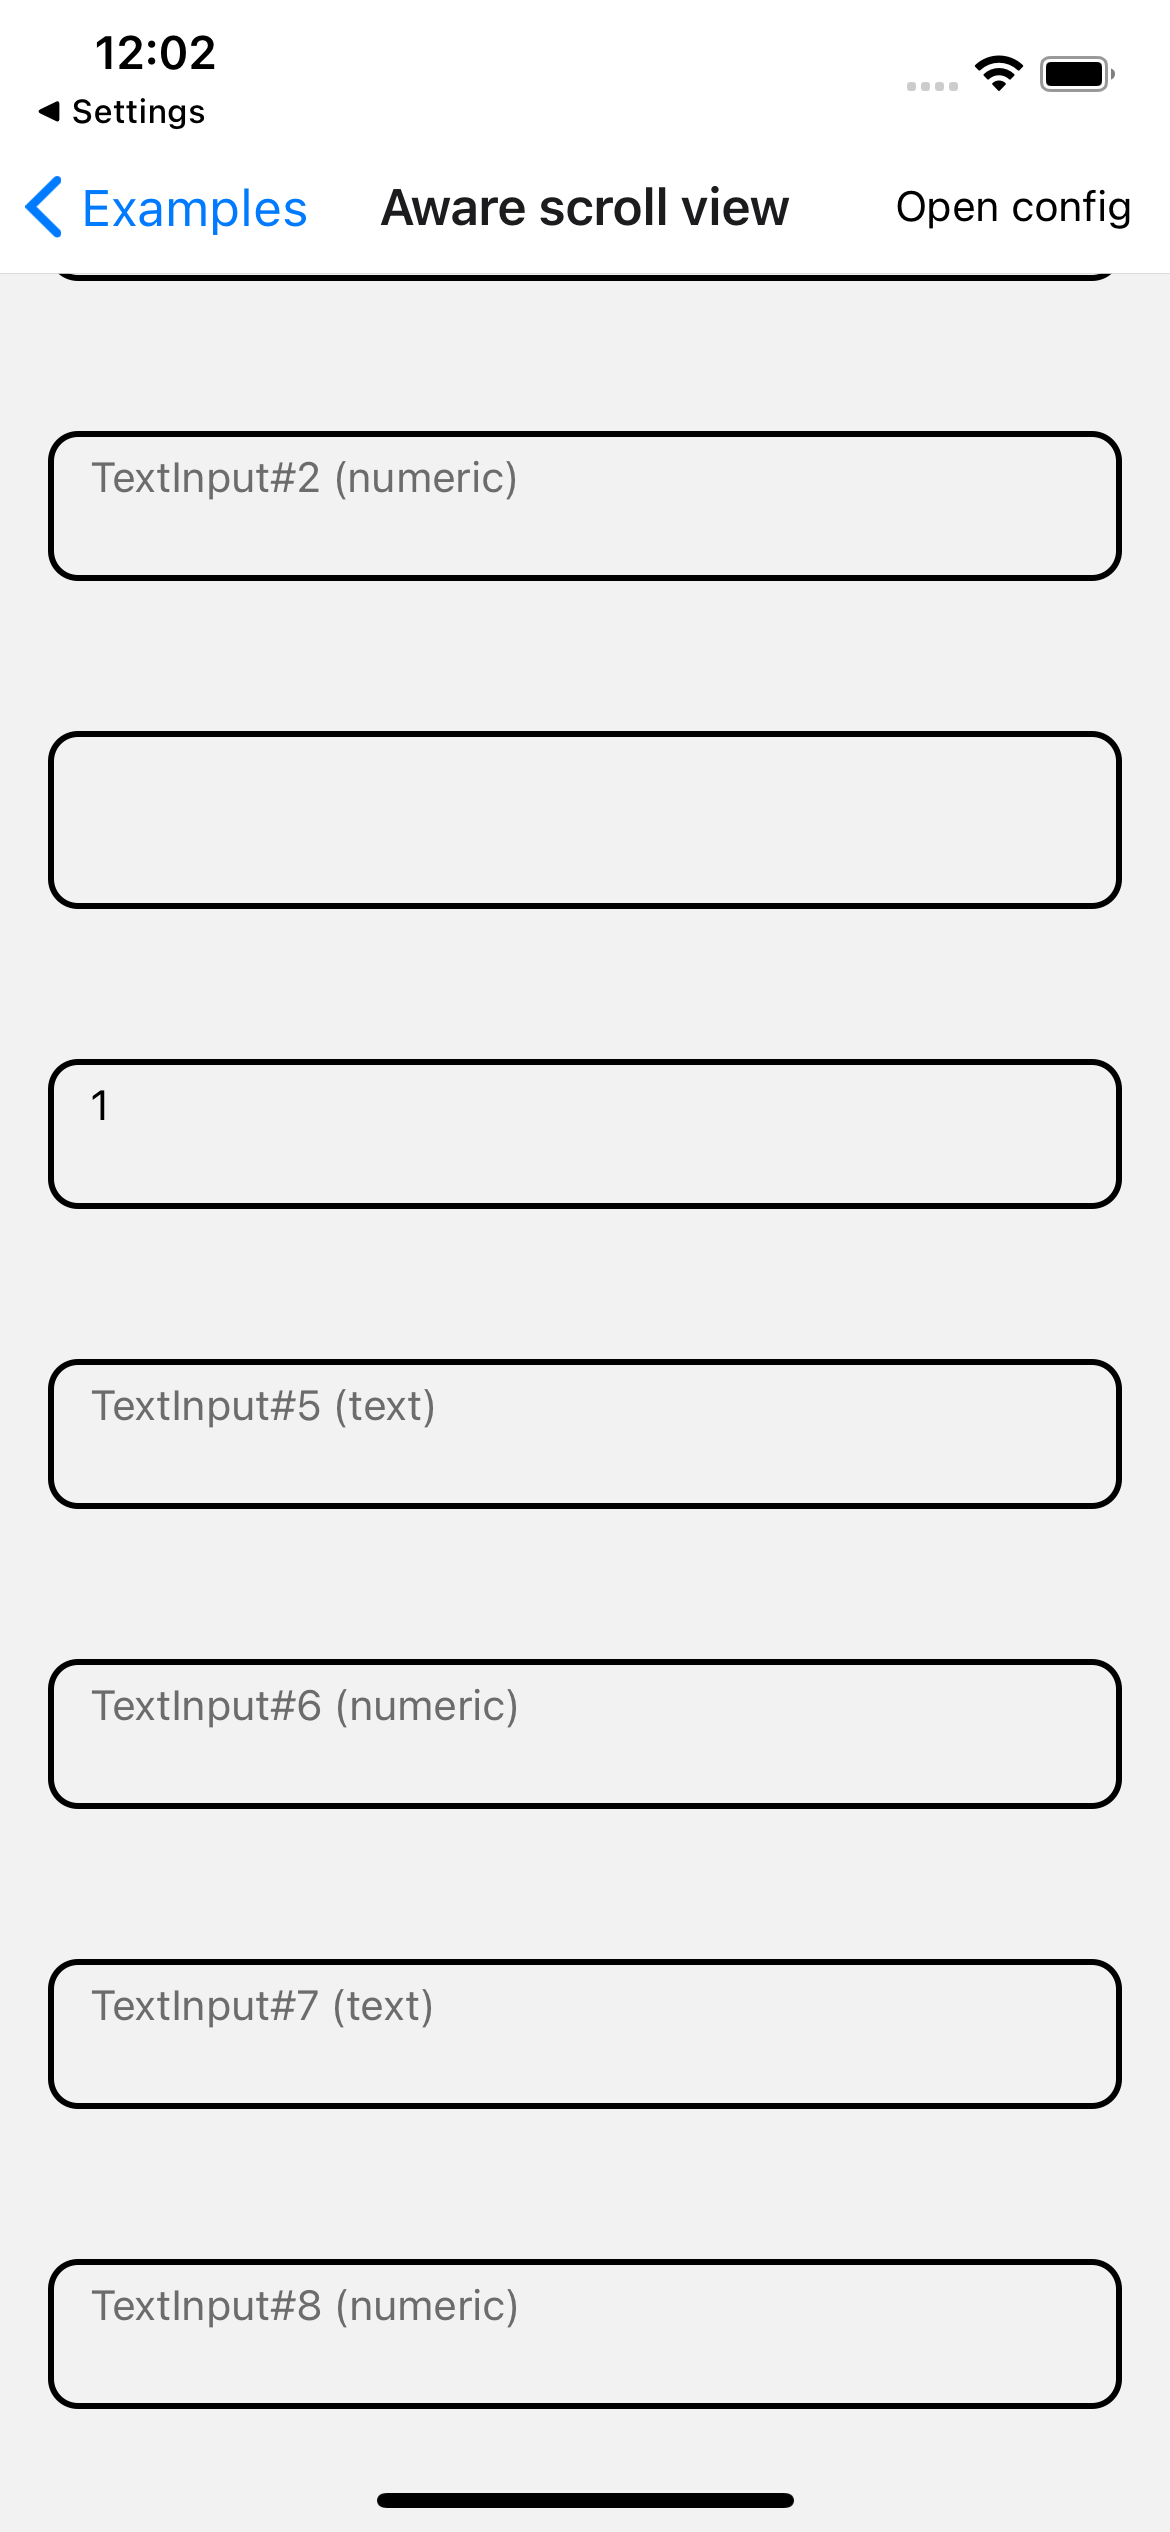 12:02
Settings
Examples
Aware scroll view
Open config
TextInput#2 (numeric)
1
TextInput#5 (text)
TextInput#6 (numeric)
TextInput#7 (text)
TextInput#8 (numeric)